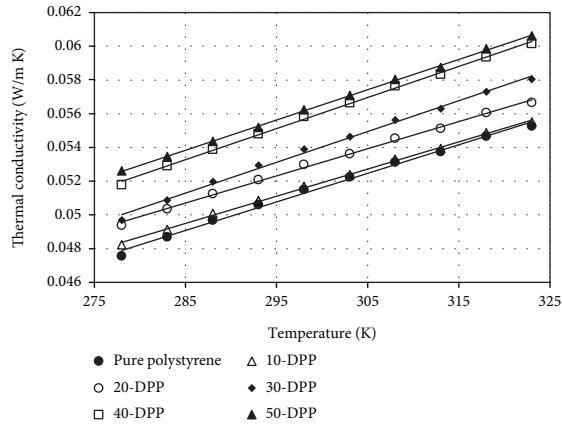 Thermal conductivity (W/m K)
0.062
0.06
0.058
0.056
0.054
0.052
0.05
0.048
0.046
275 285 295 305 315 325
Temperature (K)
Pure polystyrene 10-DPP
20-DPP 30-DPP
40-DPP 50-DPP